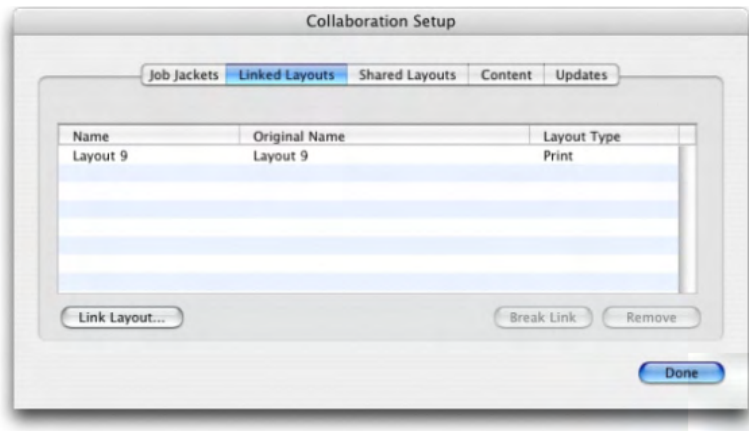 Collaboration Setup
Job Jackets Linked Layouts Shared Layouts Content Updates
Name Original Name Layout Type
Layout 9 Layout 9 Print
Link Layout... Break Link Remove
Done